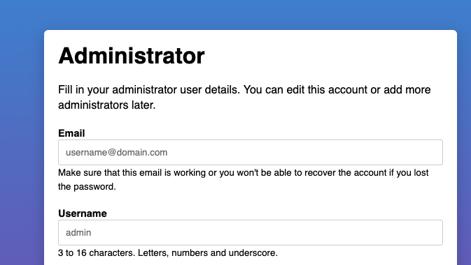 Administrator
Fill in your administrator user details. You can edit this account or add more
administrators later.
Email
username@domain.com
Make sure that this email is working or you won't be able to recover the account if you lost
the password.
Username
admin
3 to 16 characters. Letters, numbers and underscore.